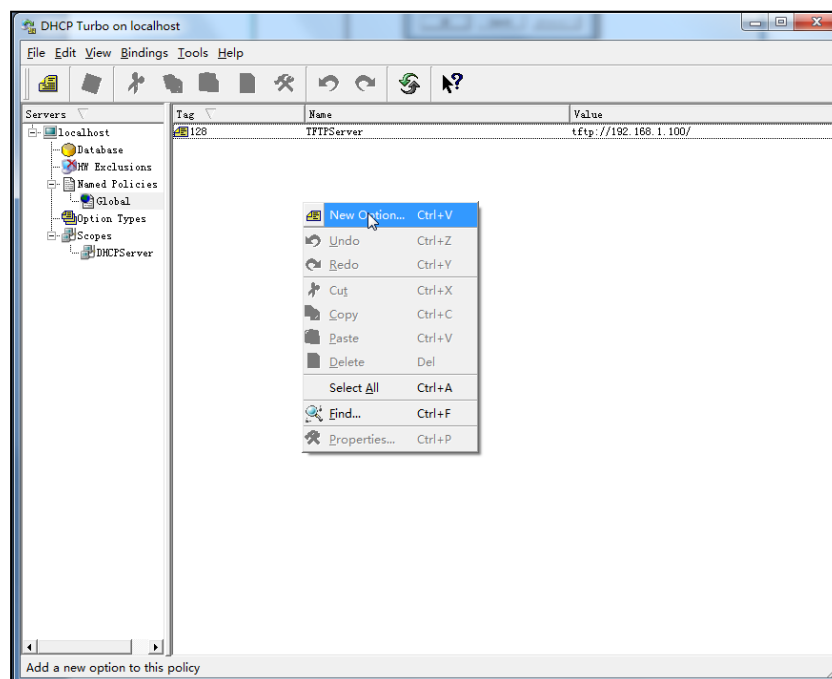 DHCP Turbo on localhost
File Edit View Bindings Tools Help
Servers Tag Name Value
localhost 128 TFTPServer tftp://192.168.1.100/
Database
HW Exclusions
Named Policies
Global
Option Types
Scopes
DHCPServer
New Option... Ctrl+V
Undo Ctrl+Z
Redo Ctrl+Y
Cut Ctrl+X
Copy Ctrl+C
Paste Ctrl+V
Delete Del
Select All Ctrl+A
Find... Ctrl+F
Properties... Ctrl+P
Add a new option to this policy